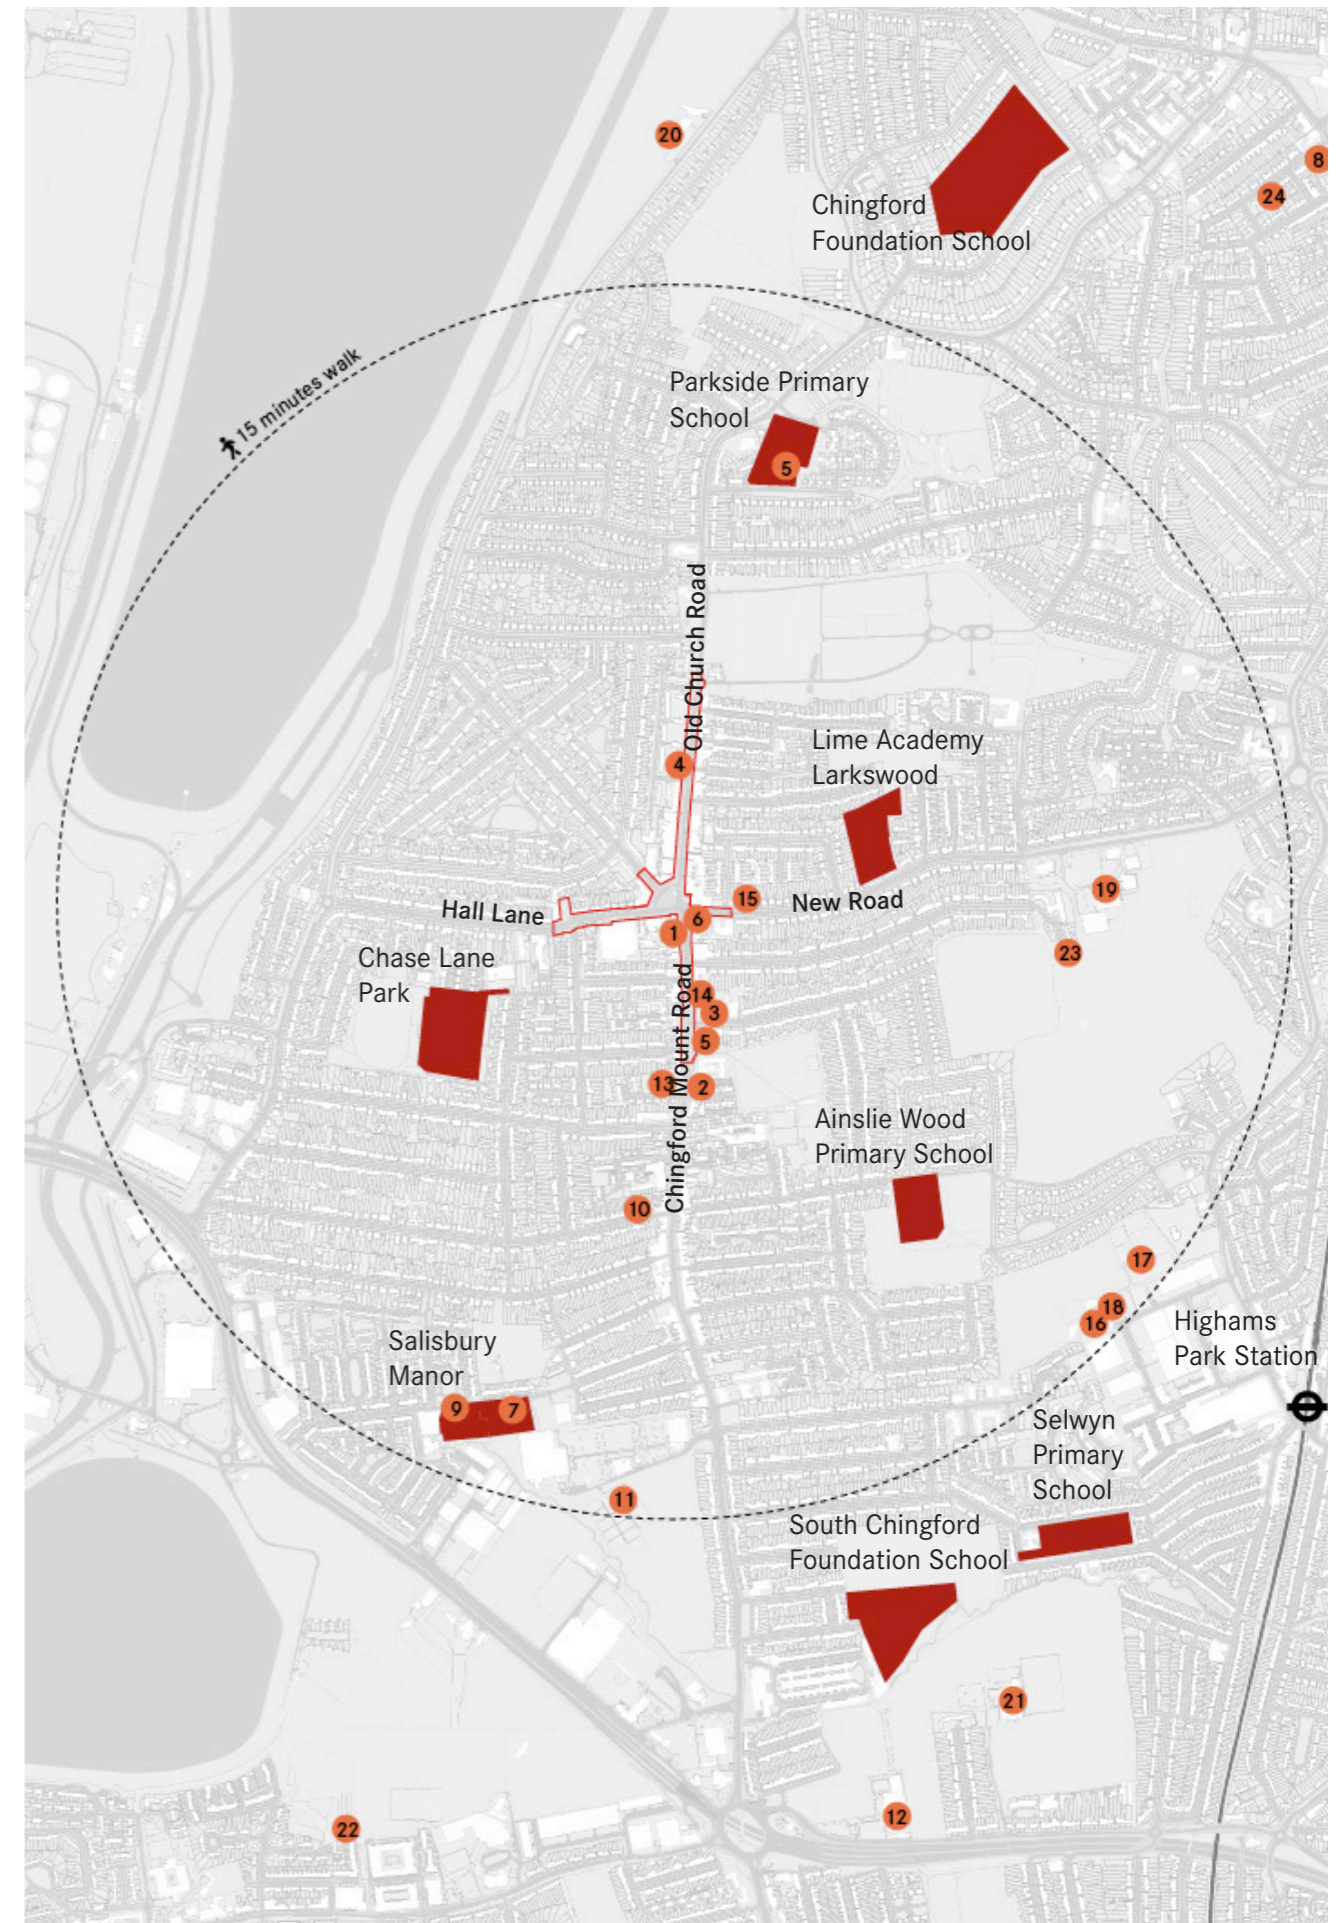 20
8
24
Chingford
Foundation School
15 minutes walk
Parkside Primary
School
5
Old Church Road
4
Lime Academy
Larkswood
Hall Lane
15
New Road
19
6
1
23
Chase Lane
Park
14
3
5
13
2
Chingford Mount Road
Ainslie Wood
Primary School
10
17
18
16
Highams
Park Station
Salisbury
Manor
9
7
Selwyn
Primary
School
11
South Chingford
Foundation School
21
12
22